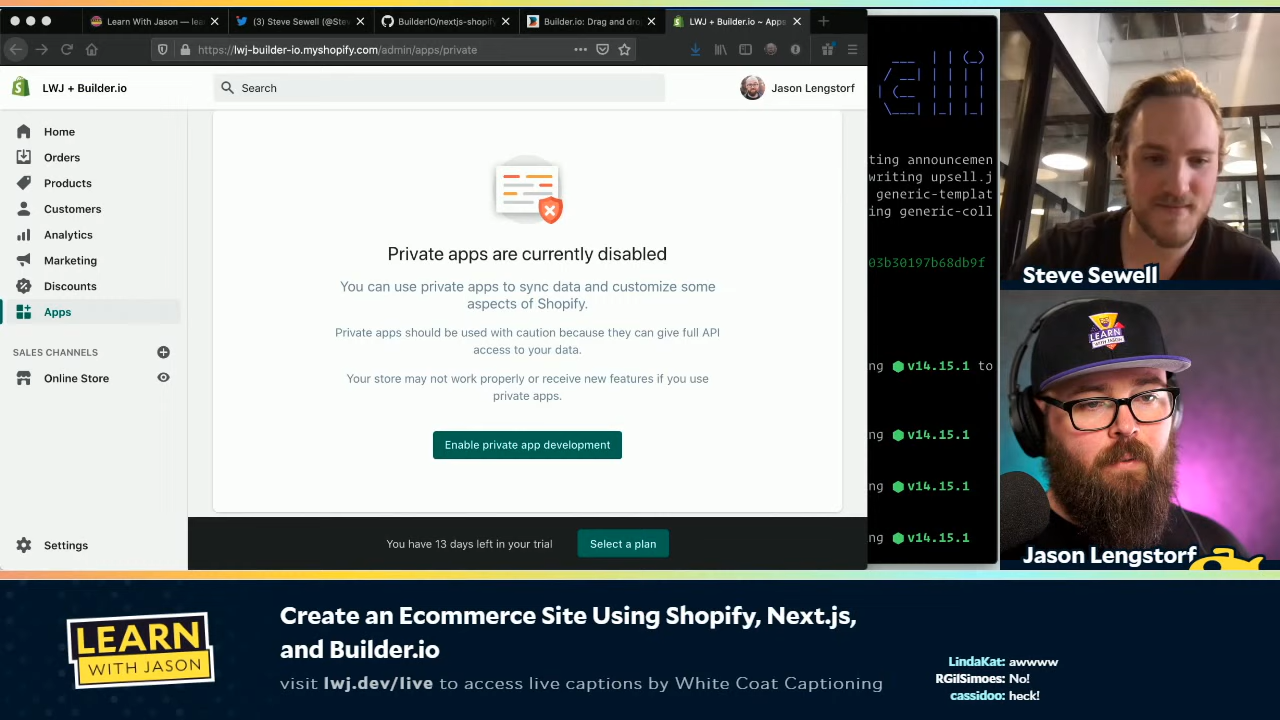 Learn With Jason — lea
(3) Steve Sewell (@Stev
BuilderIO/nextjs-shopify
Builder.io: Drag and dro
LWJ + Builder.io ~ Apps
https://lwj-builder-io.myshopify.com/admin/apps/private
LWJ + Builder.io
Search
Jason Lengstorf
Home
Orders
Products
Customers
Analytics
Marketing
Discounts
Apps
SALES CHANNELS
Online Store
Settings
Private apps are currently disabled
You can use private apps to sync data and customize some
aspects of Shopify.
Private apps should be used with caution because they can give full API
access to your data.
Your store may not work properly or receive new features if you use
private apps.
Enable private app development
You have 13 days left in your trial
Select a plan
ting announcemen
writing upsell.j
generic-templat
ing generic-coll
03b30197b68db9f
ng v14.15.1 to
ng v14.15.1
ng v14.15.1
ng v14.15.1
Steve Sewell
LEARN
WITH JASON
Jason Lengstorf
LEARN
WITH JASON
Create an Ecommerce Site Using Shopify, Next.js,
and Builder.io
visit lwj.dev/live to access live captions by White Coat Captioning
LindaKat: awwww
RGilSimoes: No!
cassidoo: heck!